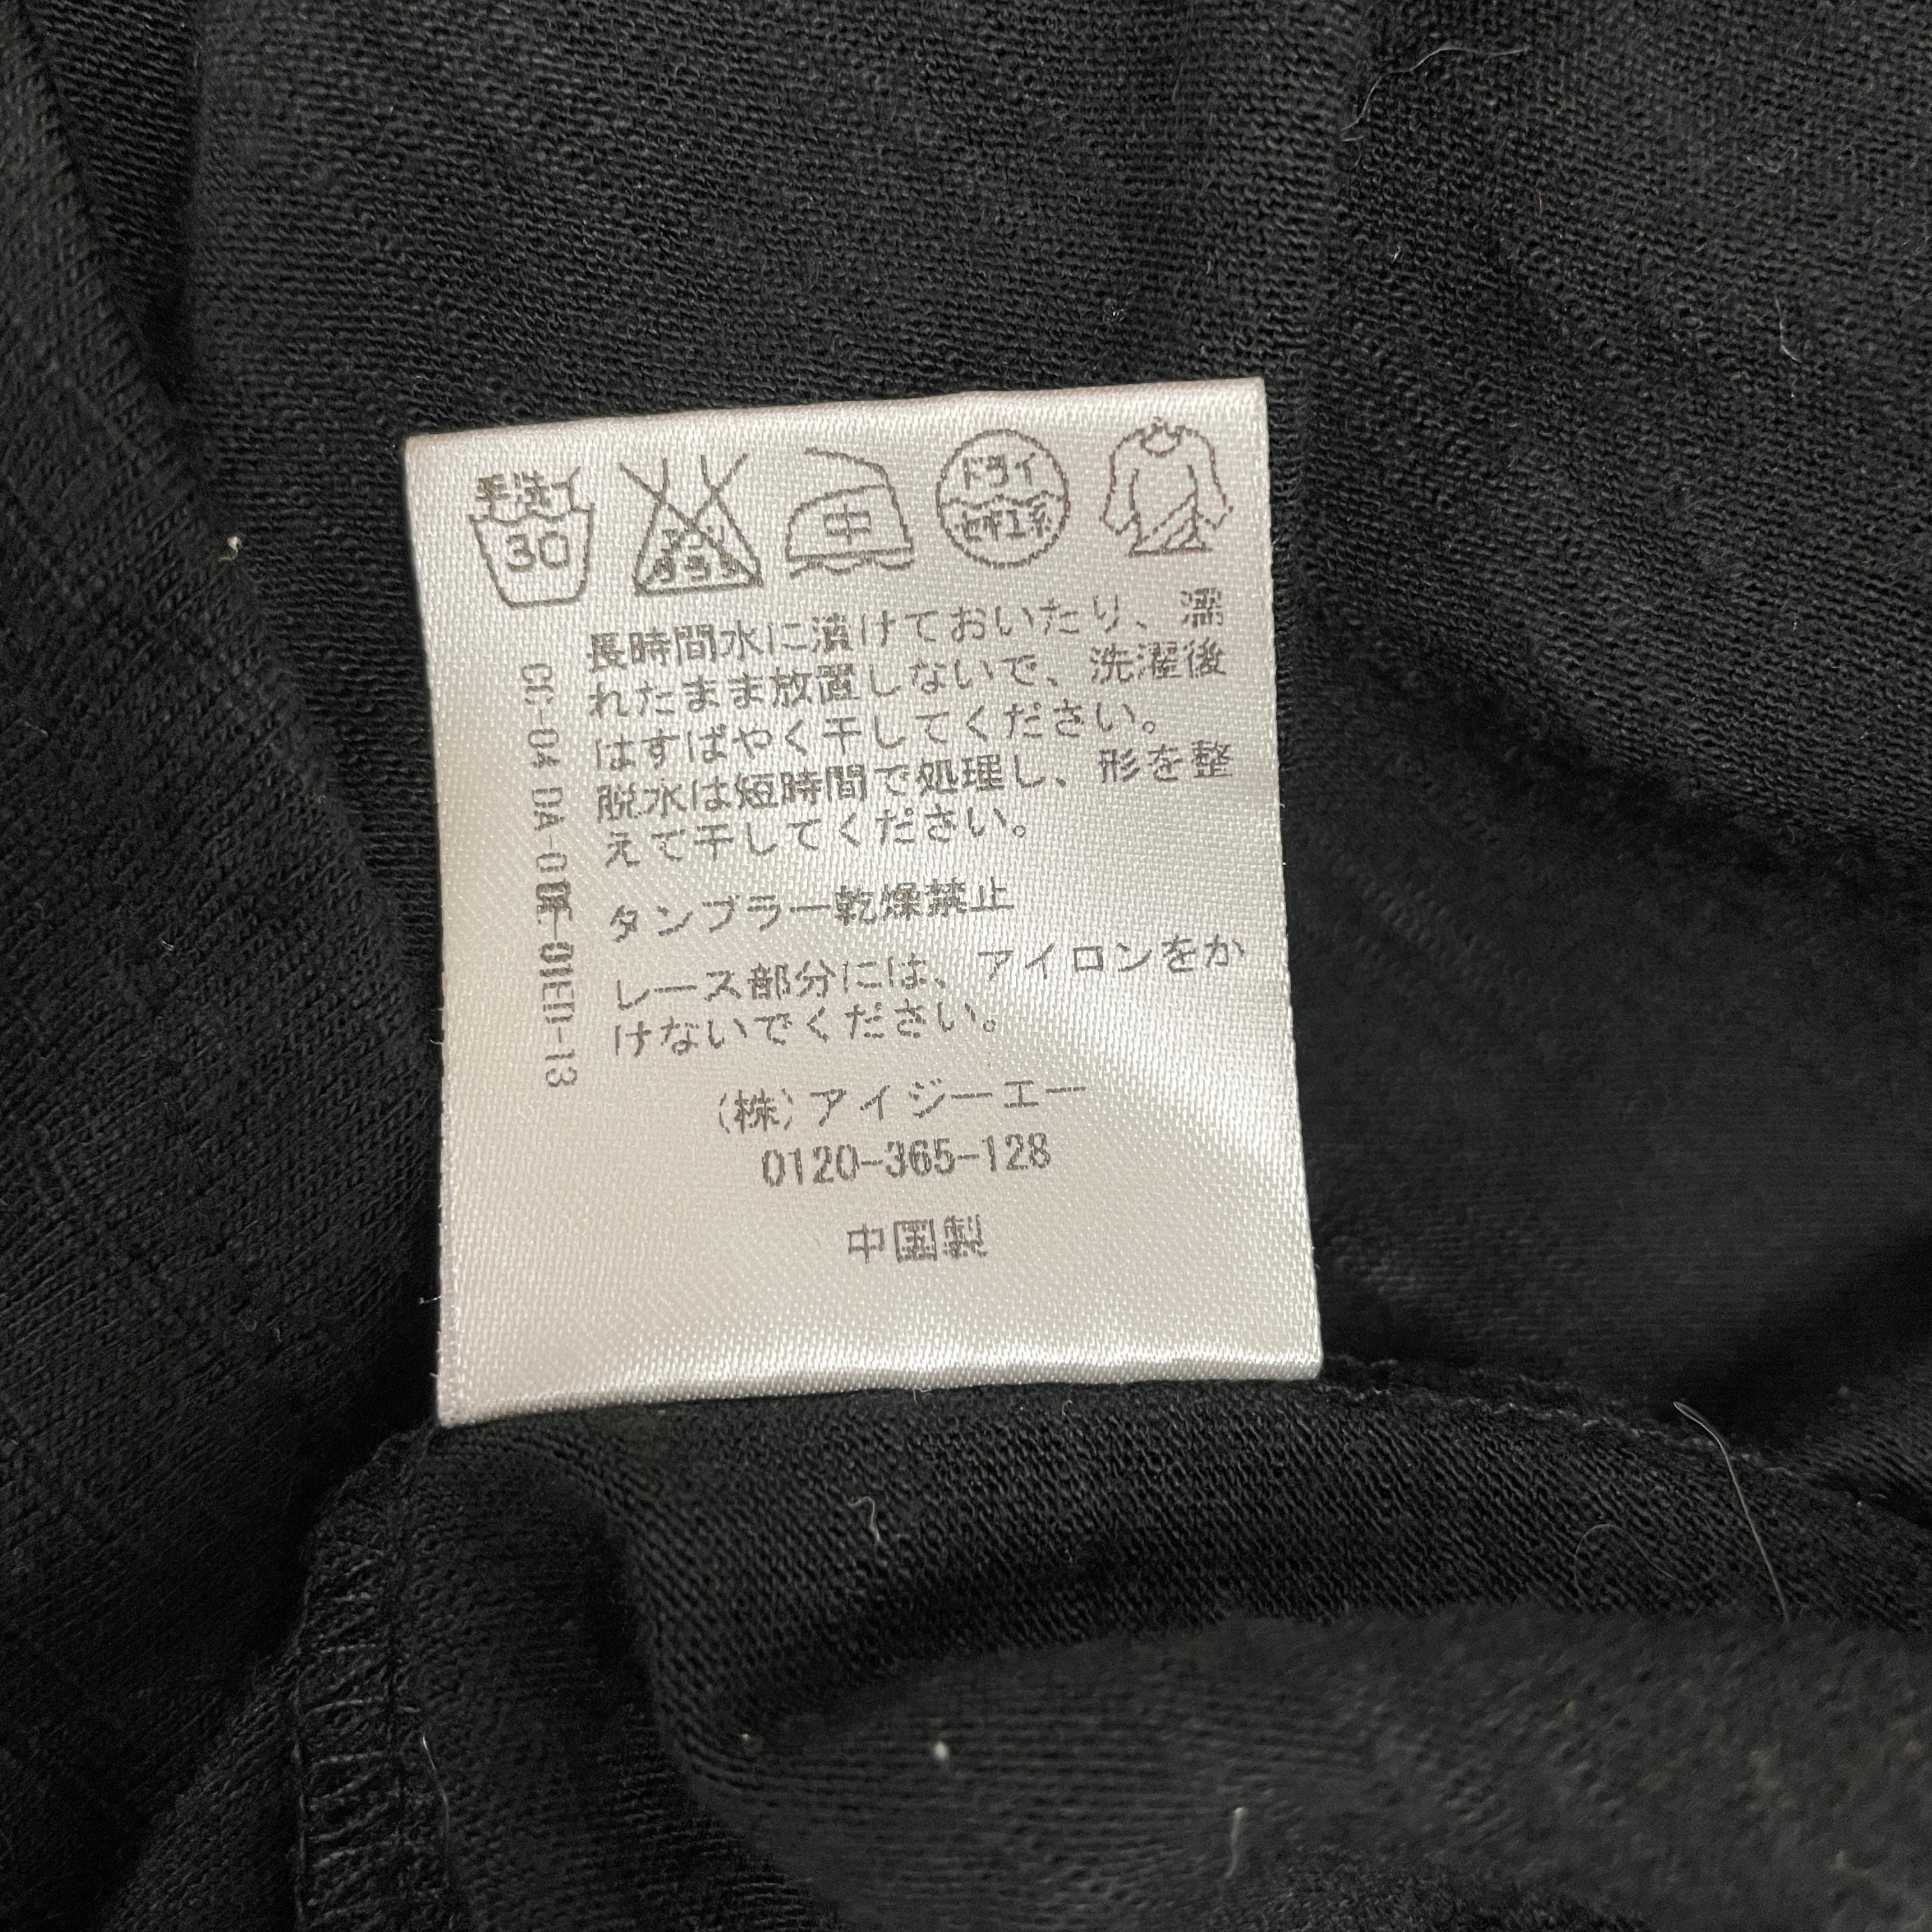 手洗イ
30
中
ドライ
セキユ系
長時間水に漬けておいたり、濡
れたまま放置しないで、洗濯後
はすばやく干してください。
脱水は短時間で処理し、形を整
えて干してください。
タンブラー乾燥禁止
レース部分には、アイロンをか
けないでください。
(株)アイジーエー
0120-365-128
中国製
CC-04 DA-0